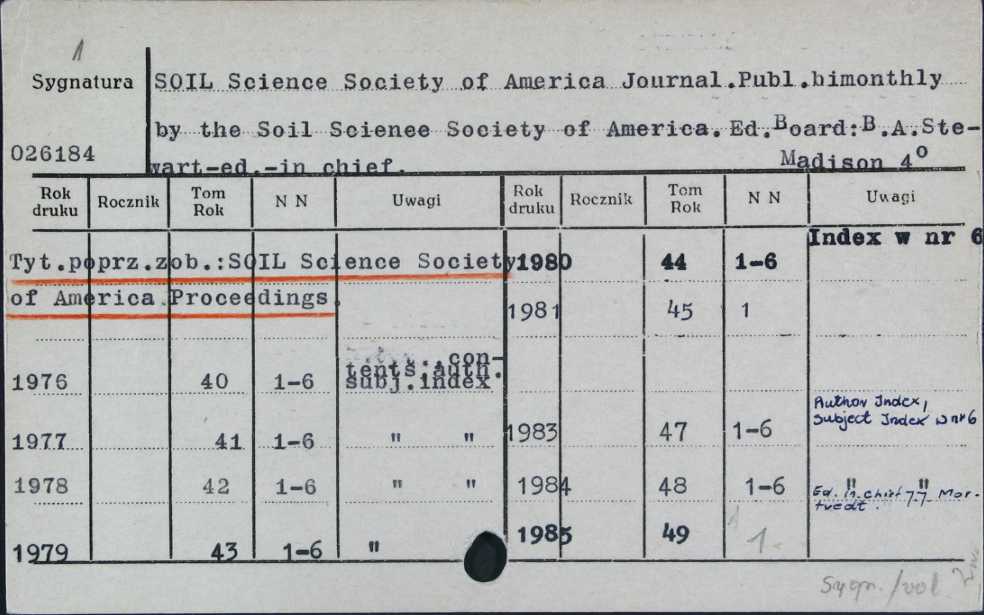 1
Sygnatura
SOIL Science Society of America Journal.Publ.bimonthly
by the Soil Scienee Society of America.Ed.Board:B.A.Ste-
026184
wart-ed.-in chief. Madison 4°
Rok druku Rocznik Tom Rok N N Uwagi Rok druku Rocznik Tom Rok N N Uwagi
Index w nr 6
Tyt.poprz.zob.:SOIL Science Society 1980 44 1-6
of America Proceedings.
1981 45 1
con-
tents,auth.
1976 40 1-6 subj.index
Author Index,
Subject Index w nr 6
1977 41 1-6 " " 1983 47 1-6
1978 42 1-6 " " 1984 48 1-6 " "
Ed. in chief J.J. Mor-
tvedt.
1979 43 1-6 " 1985 49 1.
Sygn./vol